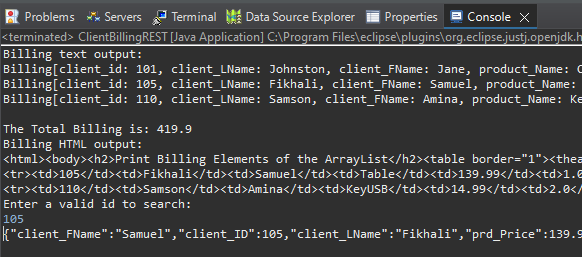 Problems Servers Terminal Data Source Explorer Properties Console
<terminated> ClientBillingREST [Java Application] C:\Program Files\eclipse\plugins\org.eclipse.justj.openjdk.h
Billing text output:
Billing[client_id: 101, client_LName: Johnston, client_FName: Jane, product_Name:
Billing[client_id: 105, client_LName: Fikhali, client_FName: Samuel, product_Name:
Billing[client_id: 110, client_LName: Samson, client_FName: Amina, product_Name: Ke
The Total Billing is: 419.9
Billing HTML output:
<html><body><h2>Print Billing Elements of the ArrayList</h2><table border="1"><thea
<tr><td>105</td><td>Fikhali</td><td>Samuel</td><td>Table</td><td>139.99</td><td>1.0
<tr><td>110</td><td>Samson</td><td>Amina</td><td>KeyUSB</td><td>14.99</td><td>2.0</
Enter a valid id to search:
105
{"client_FName":"Samuel","client_ID":105,"client_LName":"Fikhali","prd_Price":139.9